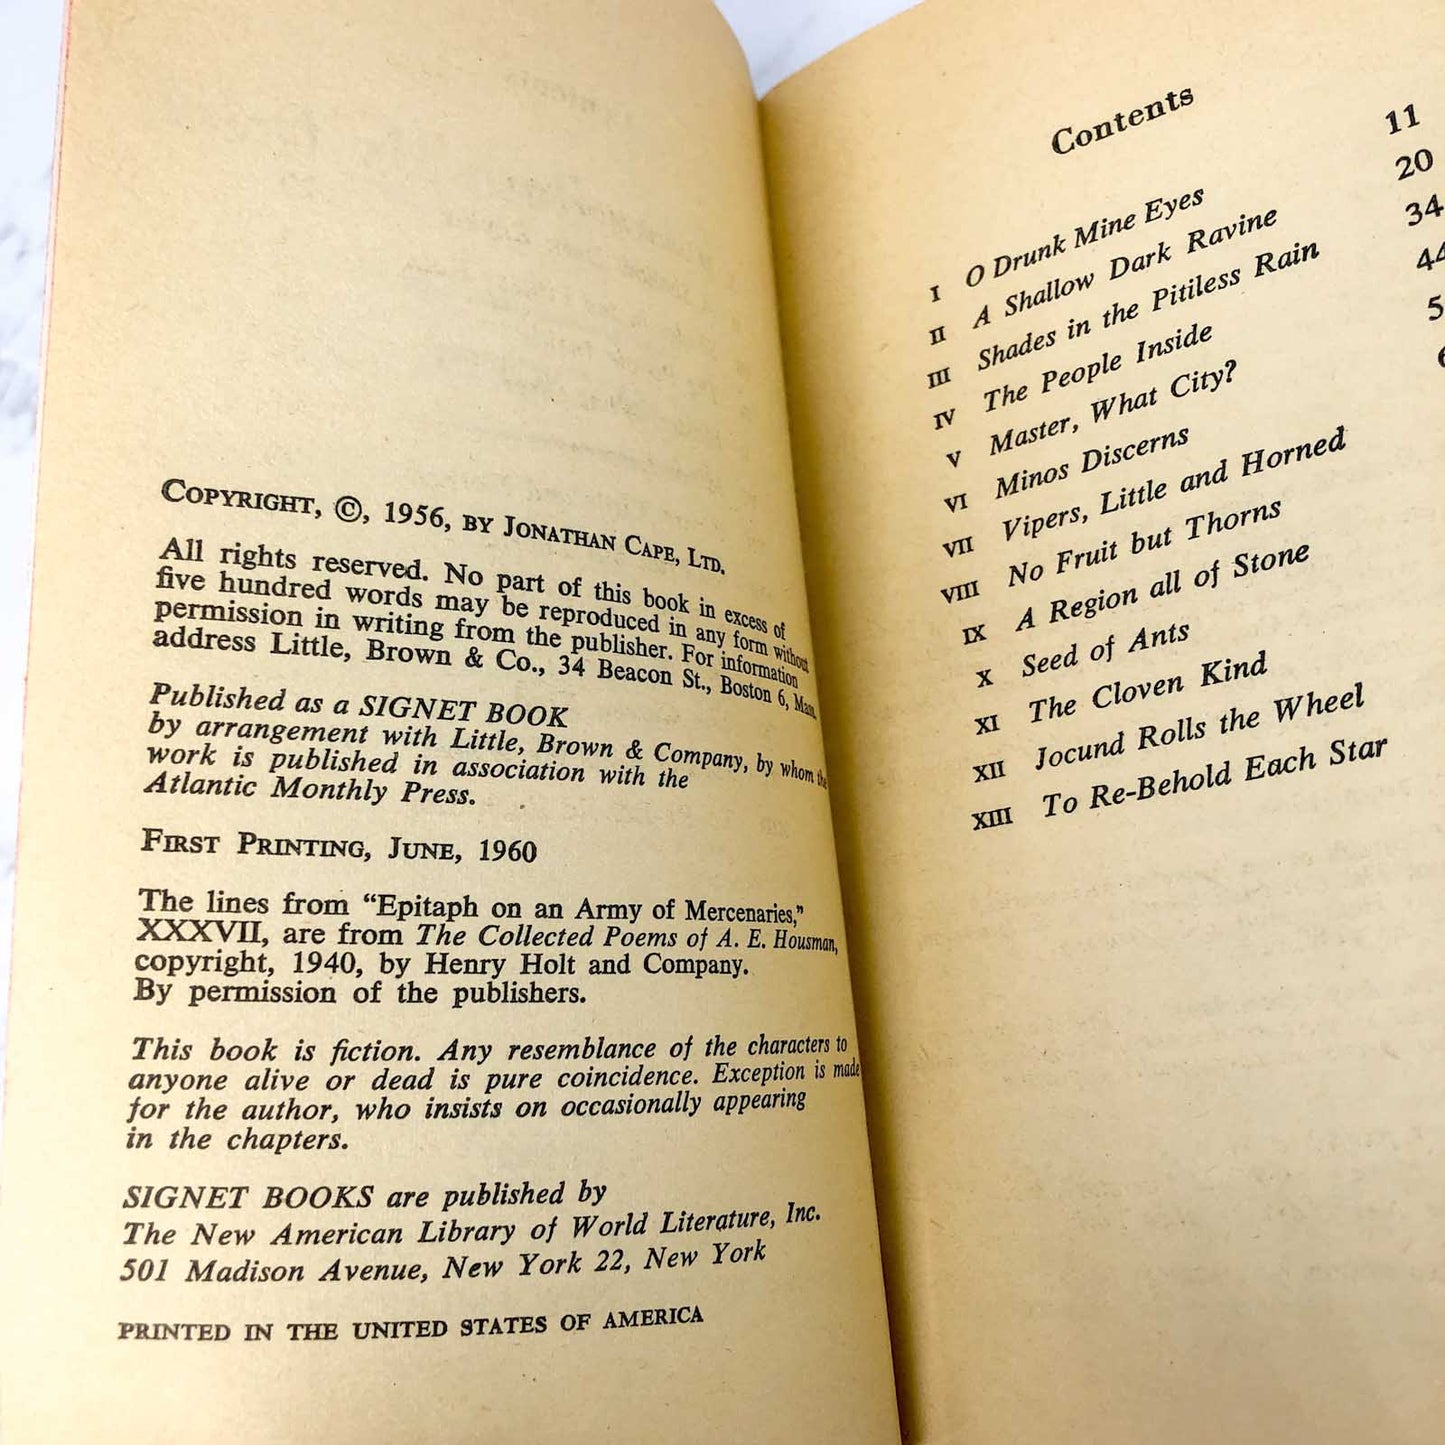 COPYRIGHT, ©, 1956, BY JONATHAN CAPE, LTD.
All rights reserved. No part of this book in excess of
five hundred words may be reproduced in any form without
permission in writing from the publisher. For information
address Little, Brown & Co., 34 Beacon St., Boston 6, Mass.
Published as a SIGNET BOOK
by arrangement with Little, Brown & Company, by whom the
work is published in association with the
Atlantic Monthly Press.
FIRST PRINTING, JUNE, 1960
The lines from “Epitaph on an Army of Mercenaries,”
XXXVII, are from The Collected Poems of A. E. Housman,
copyright, 1940, by Henry Holt and Company.
By permission of the publishers.
This book is fiction. Any resemblance of the characters to
anyone alive or dead is pure coincidence. Exception is made
for the author, who insists on occasionally appearing
in the chapters.
SIGNET BOOKS are published by
The New American Library of World Literature, Inc.
501 Madison Avenue, New York 22, New York
PRINTED IN THE UNITED STATES OF AMERICA
Contents
I O Drunk Mine Eyes 11
II A Shallow Dark Ravine 20
III Shades in the Pitiless Rain 34
IV The People Inside 44
V Master, What City? 5
VI Minos Discerns 6
VII Vipers, Little and Horned
VIII No Fruit but Thorns
IX A Region all of Stone
X Seed of Ants
XI The Cloven Kind
XII Jocund Rolls the Wheel
XIII To Re-Behold Each Star